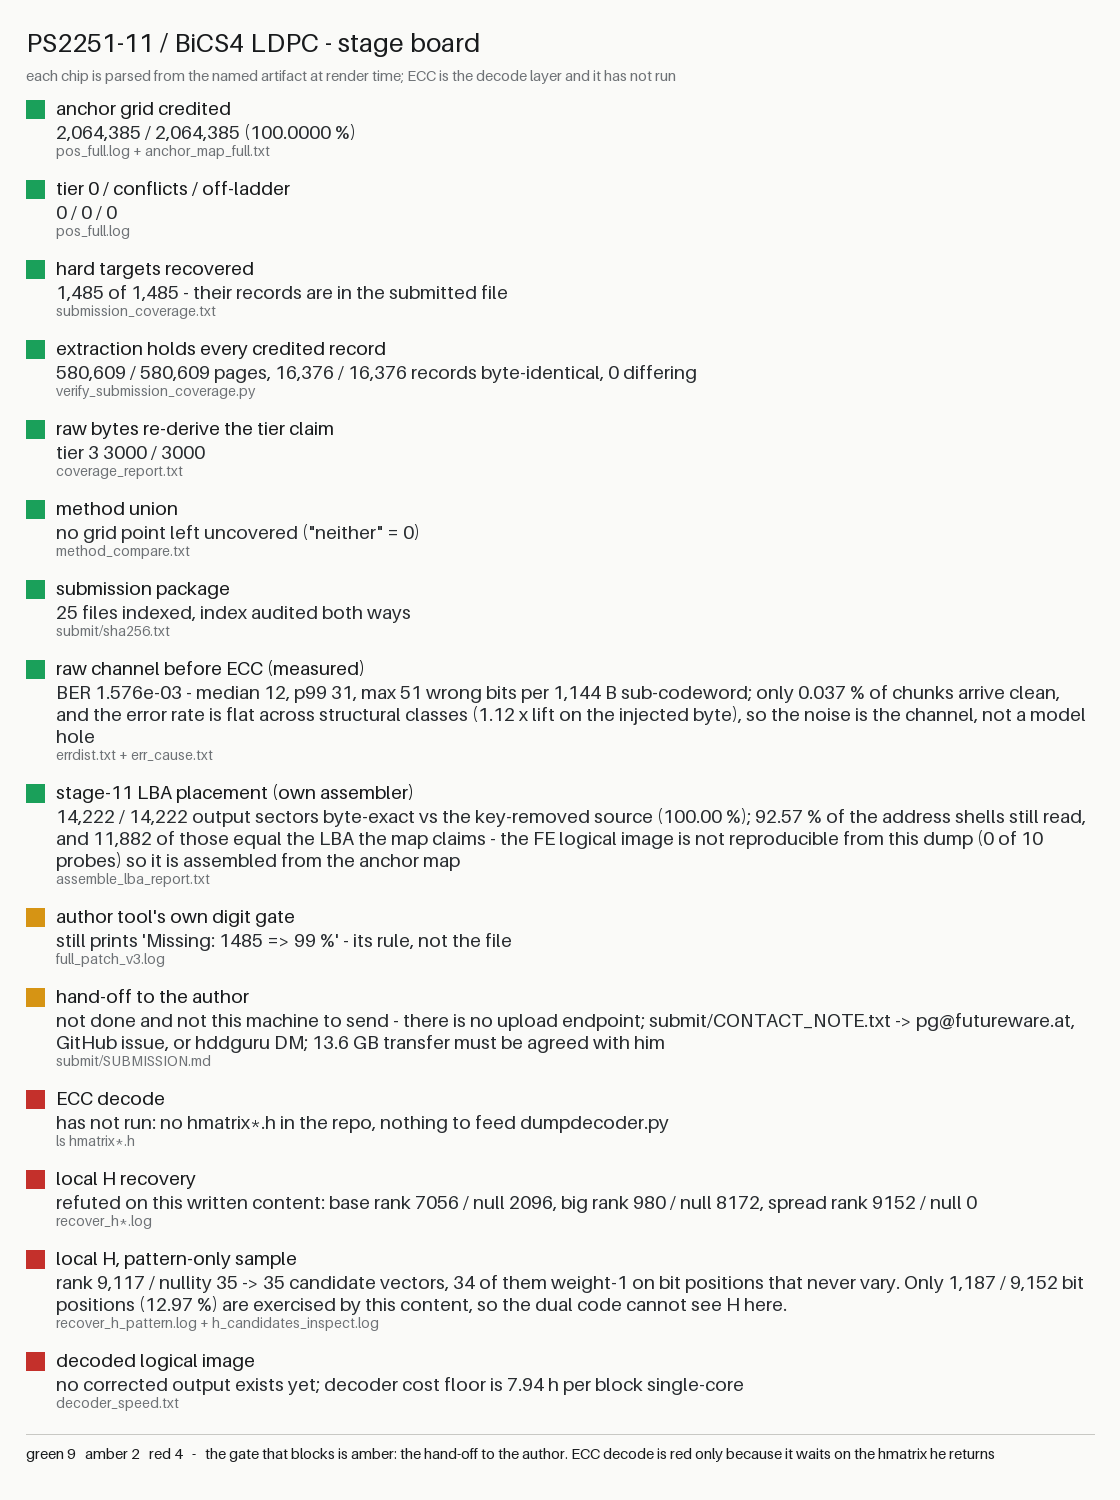 PS2251-11 / BiCS4 LDPC - stage board
each chip is parsed from the named artifact at render time; ECC is the decode layer and it has not run
anchor grid credited
2,064,385 / 2,064,385 (100.0000 %)
pos_full.log + anchor_map_full.txt
tier 0 / conflicts / off-ladder
0 / 0 / 0
pos_full.log
hard targets recovered
1,485 of 1,485 - their records are in the submitted file
submission_coverage.txt
extraction holds every credited record
580,609 / 580,609 pages, 16,376 / 16,376 records byte-identical, 0 differing
verify_submission_coverage.py
raw bytes re-derive the tier claim
tier 3 3000 / 3000
coverage_report.txt
method union
no grid point left uncovered ("neither" = 0)
method_compare.txt
submission package
25 files indexed, index audited both ways
submit/sha256.txt
raw channel before ECC (measured)
BER 1.576e-03 - median 12, p99 31, max 51 wrong bits per 1,144 B sub-codeword; only 0.037 % of chunks arrive clean,
and the error rate is flat across structural classes (1.12 x lift on the injected byte), so the noise is the channel, not a model
hole
errdist.txt + err_cause.txt
stage-11 LBA placement (own assembler)
14,222 / 14,222 output sectors byte-exact vs the key-removed source (100.00 %); 92.57 % of the address shells still read,
and 11,882 of those equal the LBA the map claims - the FE logical image is not reproducible from this dump (0 of 10
probes) so it is assembled from the anchor map
assemble_lba_report.txt
author tool's own digit gate
still prints 'Missing: 1485 => 99 %' - its rule, not the file
full_patch_v3.log
hand-off to the author
not done and not this machine to send - there is no upload endpoint; submit/CONTACT_NOTE.txt -> pg@futureware.at,
GitHub issue, or hddguru DM; 13.6 GB transfer must be agreed with him
submit/SUBMISSION.md
ECC decode
has not run: no hmatrix*.h in the repo, nothing to feed dumpdecoder.py
ls hmatrix*.h
local H recovery
refuted on this written content: base rank 7056 / null 2096, big rank 980 / null 8172, spread rank 9152 / null 0
recover_h*.log
local H, pattern-only sample
rank 9,117 / nullity 35 -> 35 candidate vectors, 34 of them weight-1 on bit positions that never vary. Only 1,187 / 9,152 bit
positions (12.97 %) are exercised by this content, so the dual code cannot see H here.
recover_h_pattern.log + h_candidates_inspect.log
decoded logical image
no corrected output exists yet; decoder cost floor is 7.94 h per block single-core
decoder_speed.txt
green 9 amber 2 red 4 - the gate that blocks is amber: the hand-off to the author. ECC decode is red only because it waits on the hmatrix he returns